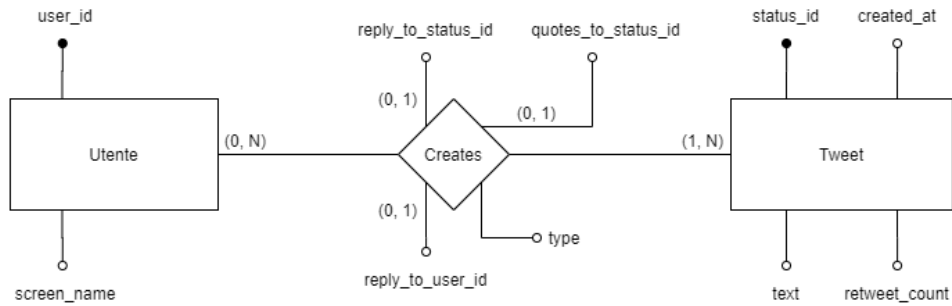 user_id
reply_to_status_id
quotes_to_status_id
status_id
created_at
(0, 1)
(0, 1)
(0, N)
(1, N)
Utente
Creates
Tweet
(0, 1)
type
reply_to_user_id
screen_name
text
retweet_count